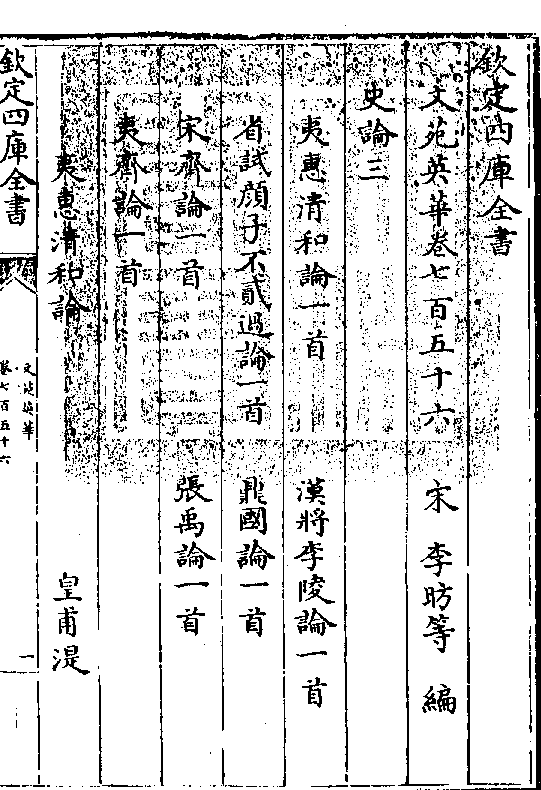 欽定四庫全書
文苑英華卷七百五十六
宋 李昉等 編
史論三
夷惠清和論一首 漢將李陵論一首
省試顔子不貳過論一首 鼎國論一首
宋齊論一首 張禹論一首
夷齊論一首
夷惠清和論 皇甫湜
欽定四庫全書
文苑英華
卷七百五十六
一